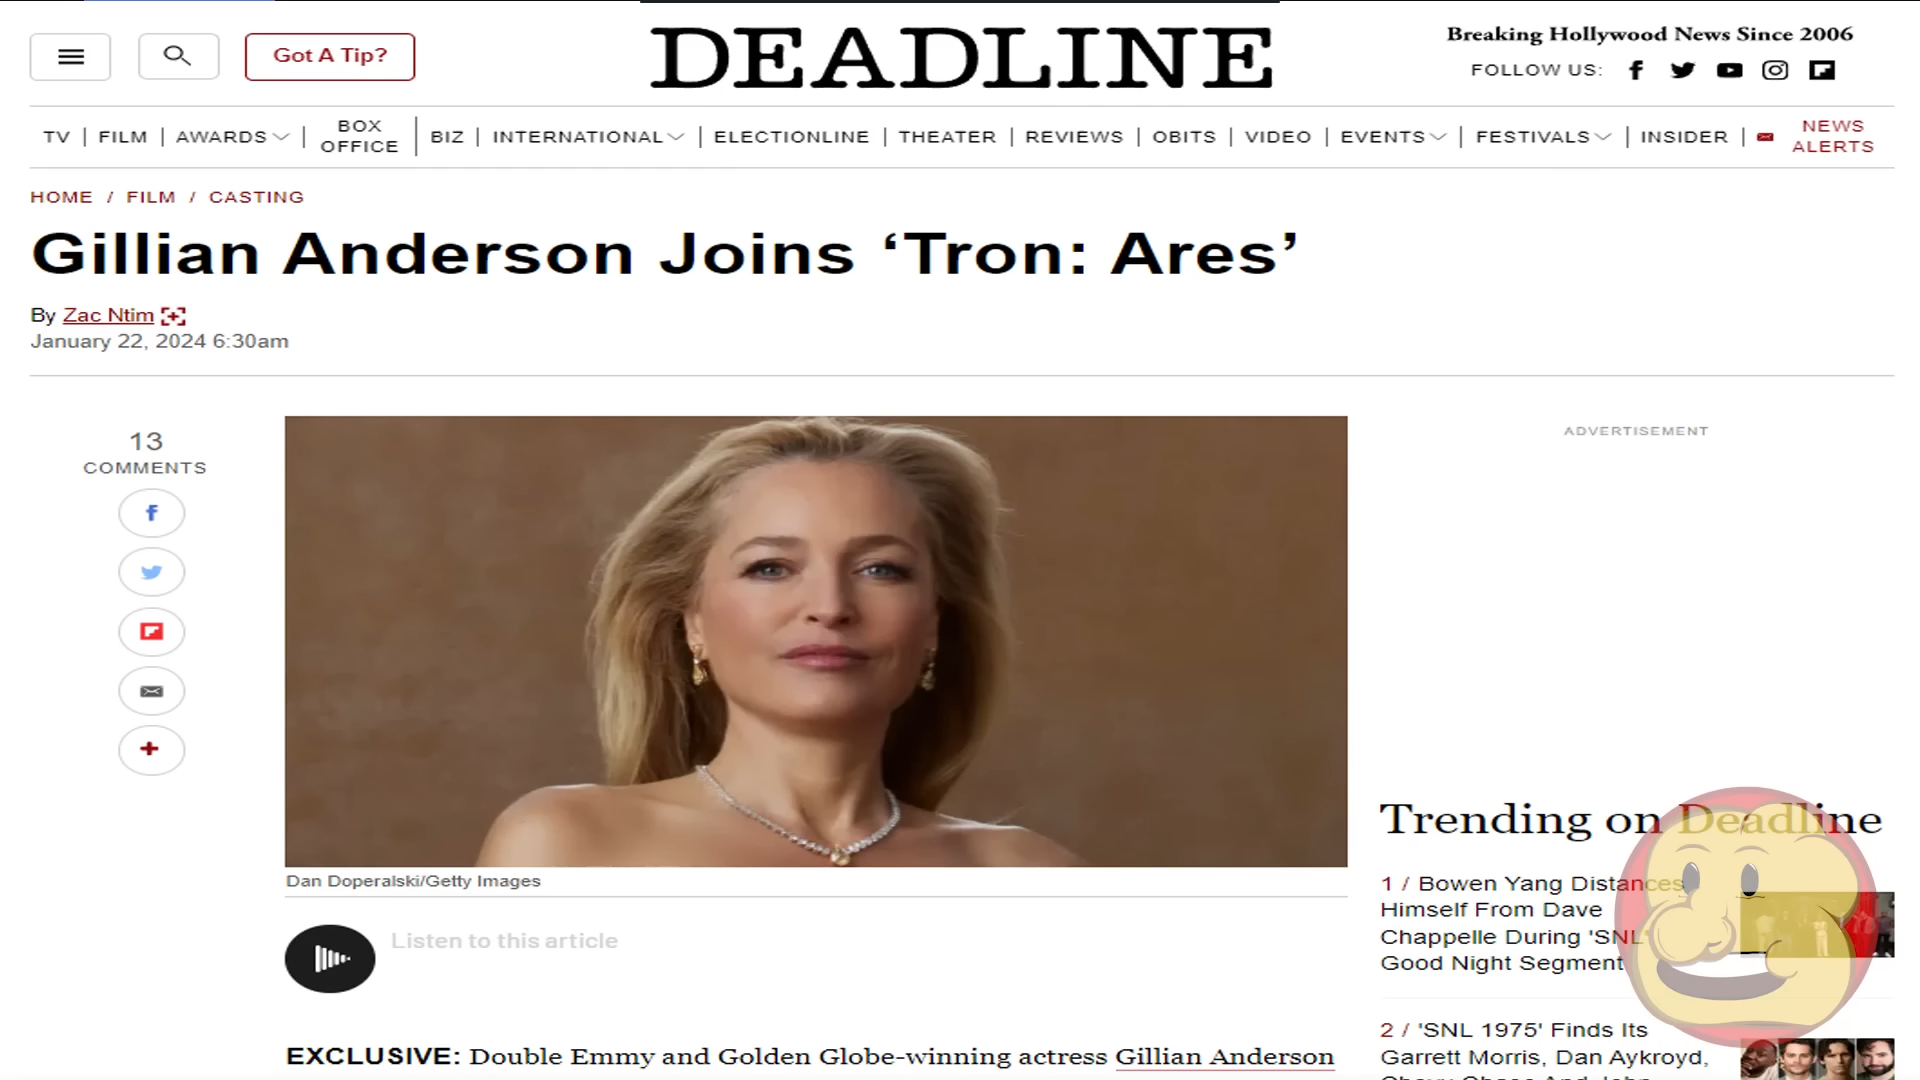 DEADLINE
Breaking Hollywood News Since 2006
Got A Tip?
FOLLOW US:
TV | FILM | AWARDS | BOX OFFICE | BIZ | INTERNATIONAL | ELECTIONLINE | THEATER | REVIEWS | OBITS | VIDEO | EVENTS | FESTIVALS | INSIDER | NEWS ALERTS
HOME / FILM / CASTING
Gillian Anderson Joins ‘Tron: Ares’
By Zac Ntim
January 22, 2024 6:30am
13
COMMENTS
Dan Doperalski/Getty Images
Listen to this article
EXCLUSIVE: Double Emmy and Golden Globe-winning actress Gillian Anderson
ADVERTISEMENT
Trending on Deadline
1 / Bowen Yang Distances
Himself From Dave
Chappelle During 'SNL'
Good Night Segment
2 / 'SNL 1975' Finds Its
Garrett Morris, Dan Aykroyd,